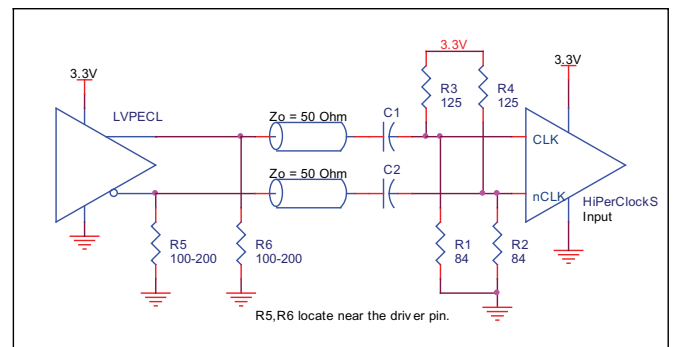 3.3V
LVPECL
Zo = 50 Ohm
C1
3.3V
R3
125
R4
125
3.3V
CLK
Zo = 50 Ohm
C2
nCLK
HiPerClockS
Input
R5
100-200
R6
100-200
R1
84
R2
84
R5,R6 locate near the driver pin.